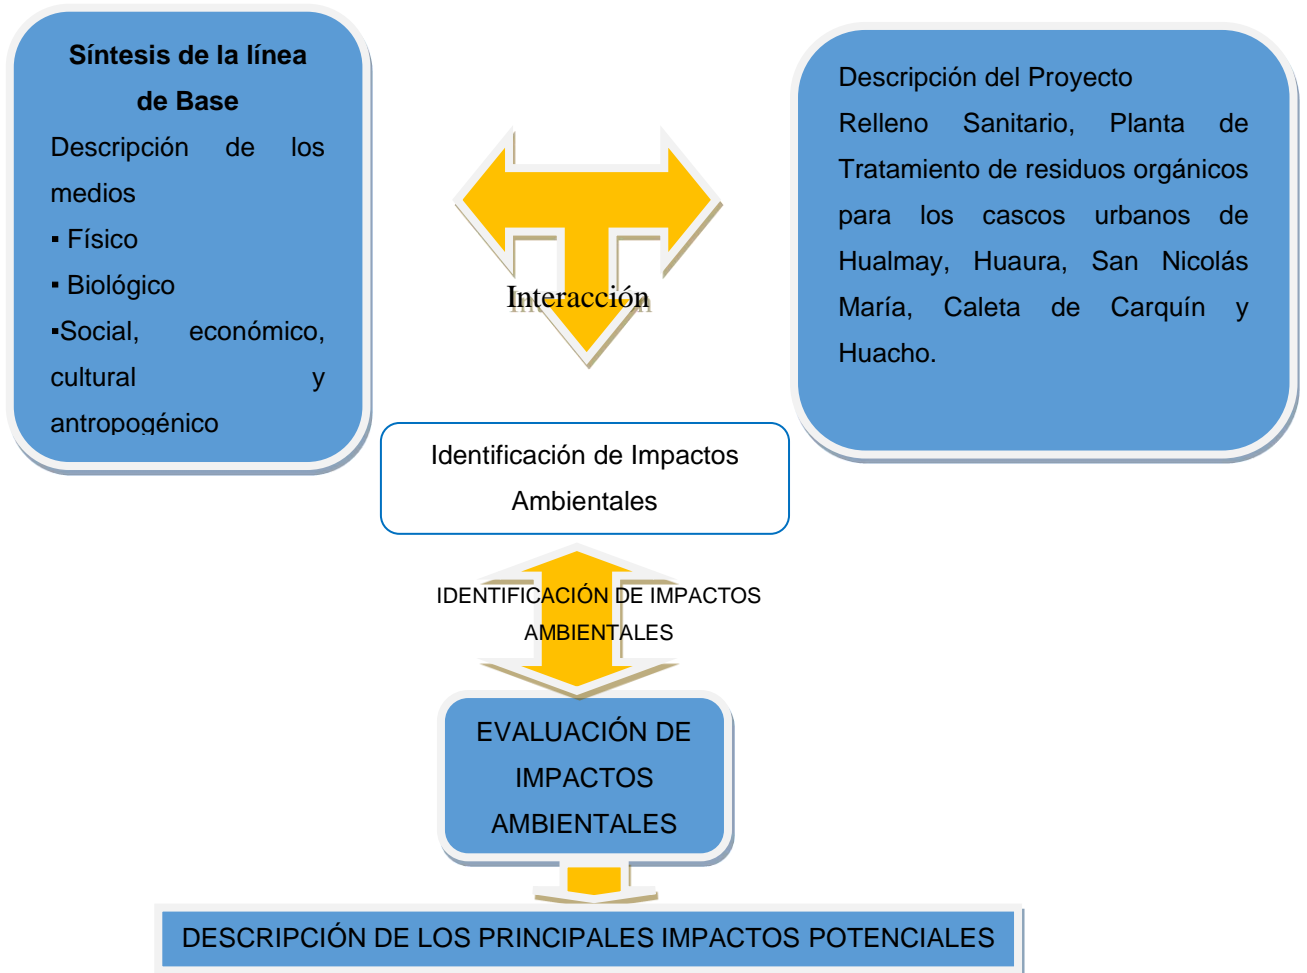 Síntesis de la línea
de Base
Descripción de los
medios
▪ Físico
▪ Biológico
▪Social, económico,
cultural y
antropogénico
Interacción
Descripción del Proyecto
Relleno Sanitario, Planta de
Tratamiento de residuos orgánicos
para los cascos urbanos de
Hualmay, Huaura, San Nicolás
María, Caleta de Carquín y
Huacho.
Identificación de Impactos
Ambientales
IDENTIFICACIÓN DE IMPACTOS
AMBIENTALES
EVALUACIÓN DE
IMPACTOS
AMBIENTALES
DESCRIPCIÓN DE LOS PRINCIPALES IMPACTOS POTENCIALES